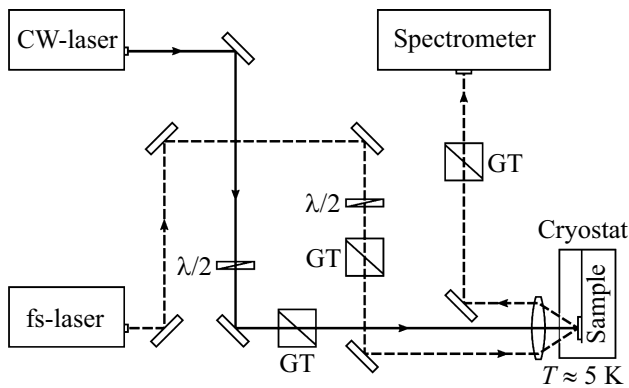 CW-laser
Spectrometer
GT
λ/2
Cryostat
GT
λ/2
fs-laser
Sample
GT
T ≈ 5 K